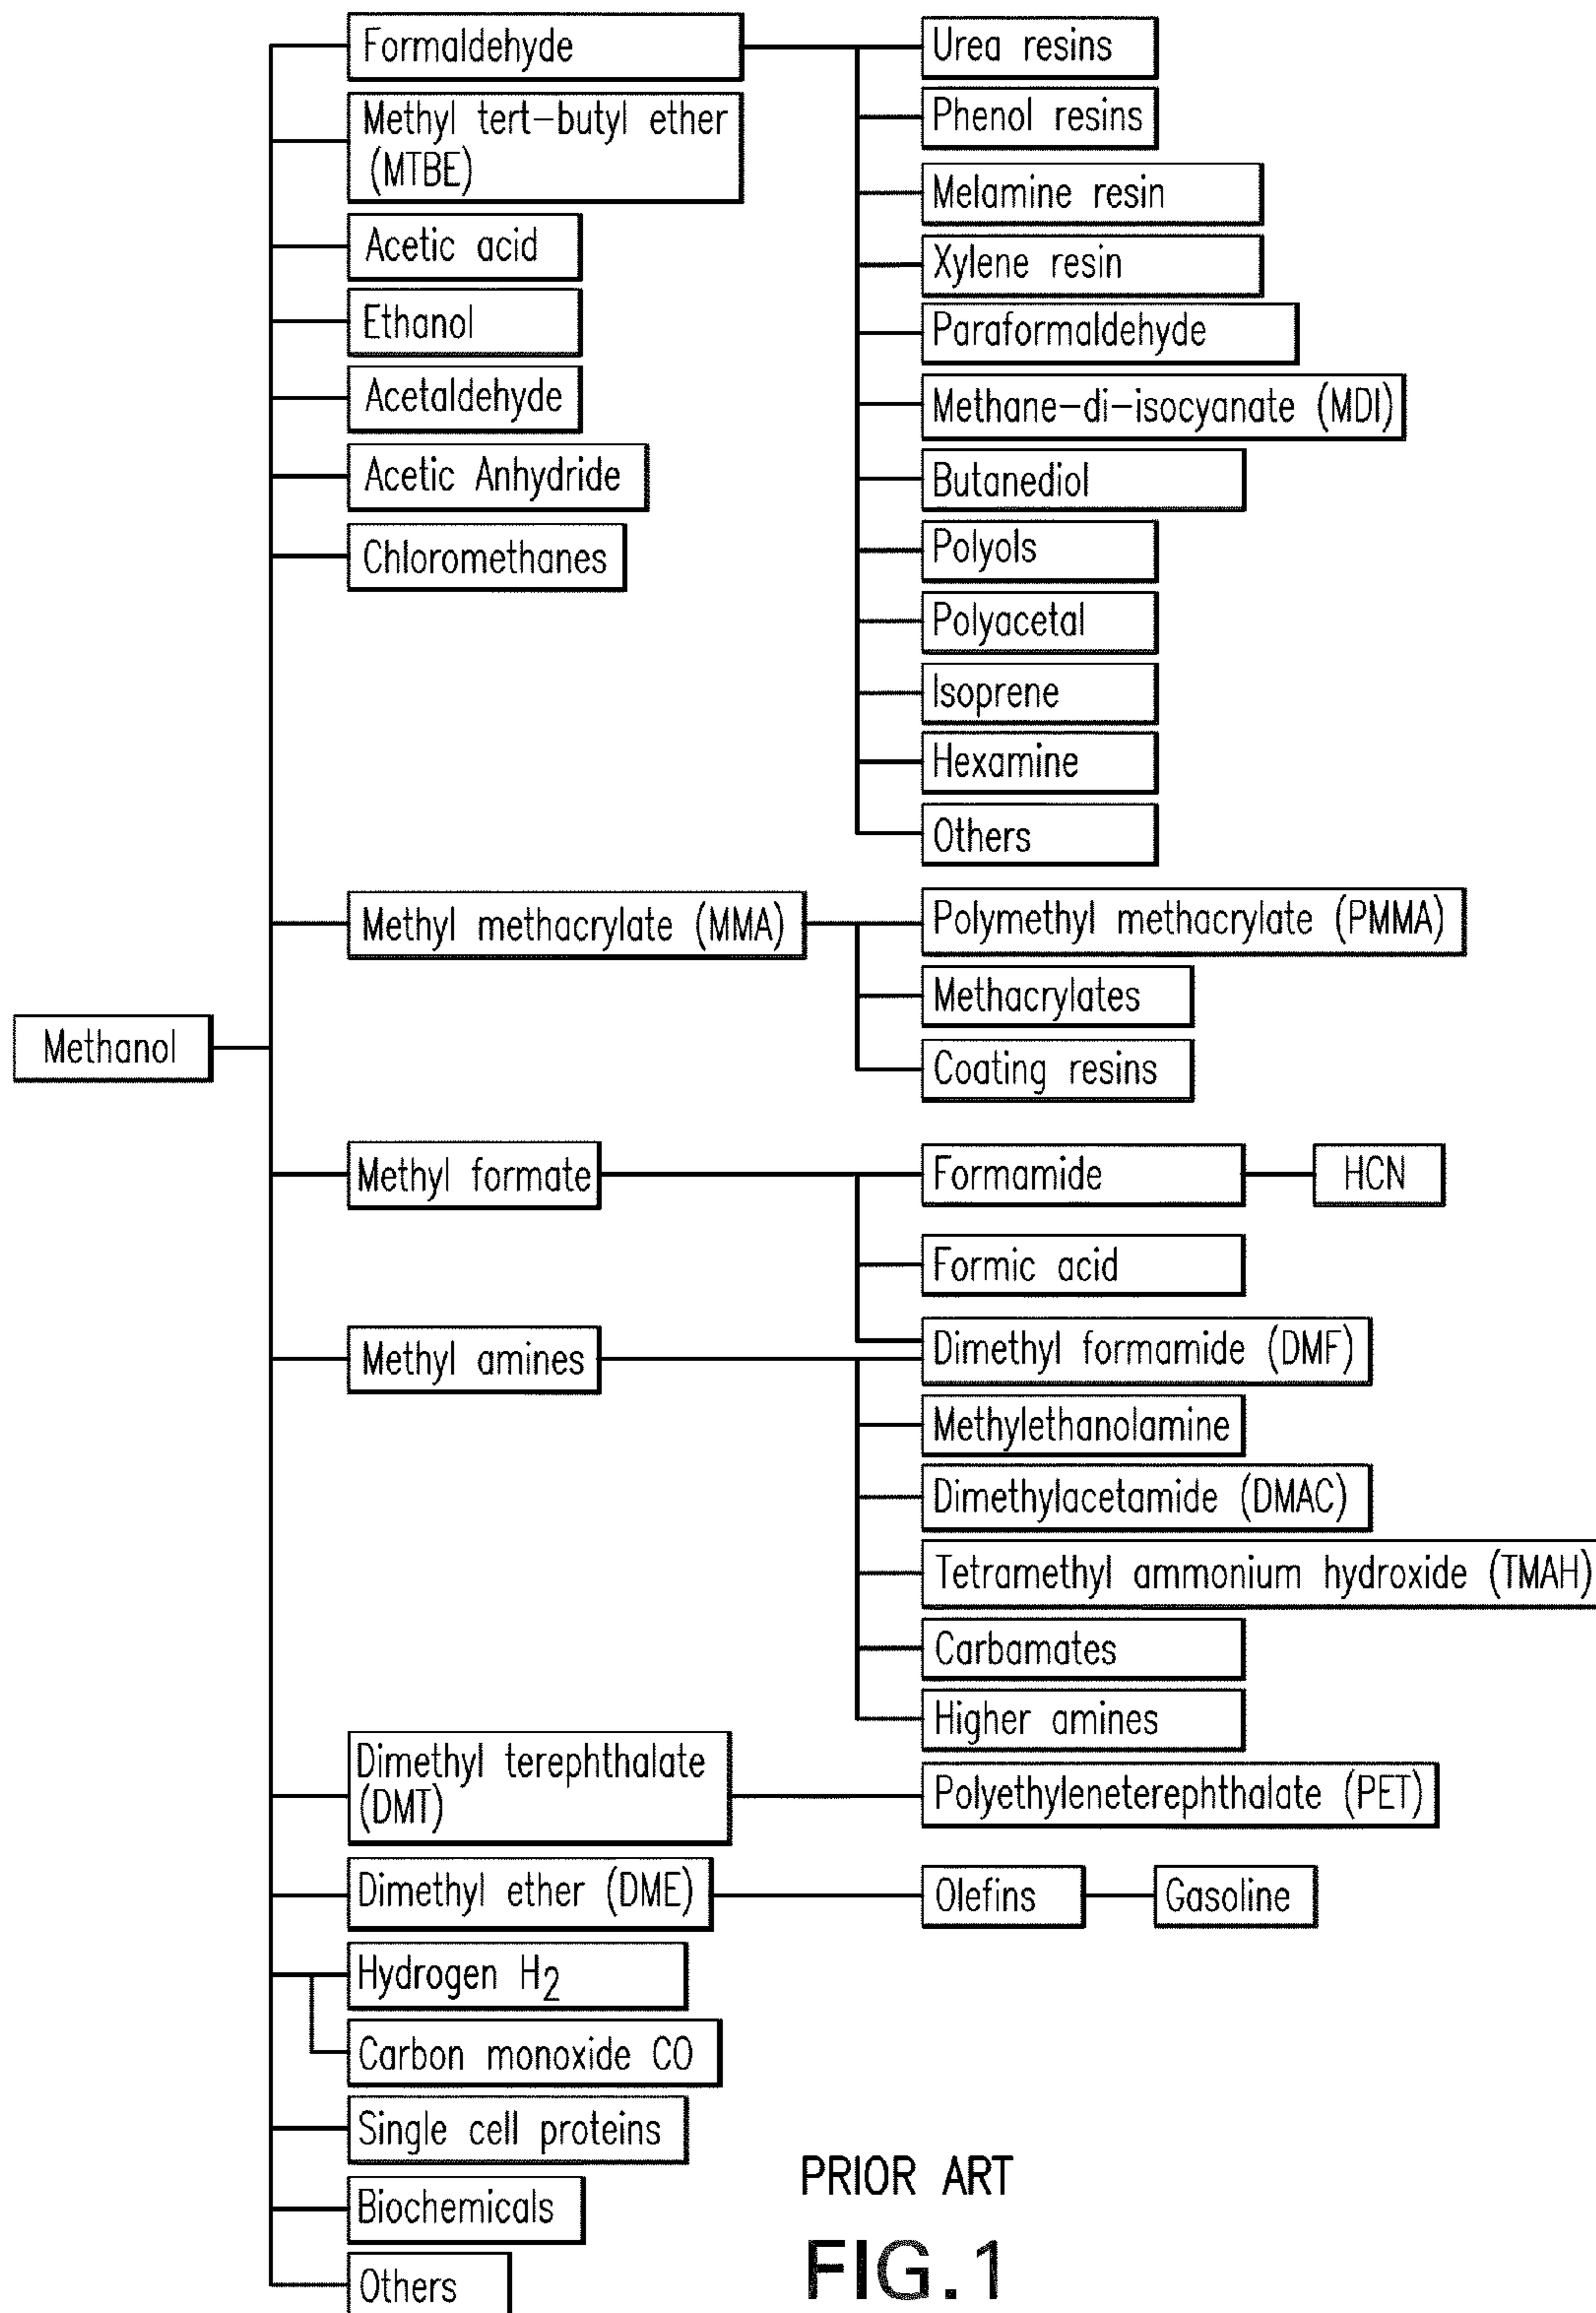 Formaldehyde
Methyl tert-butyl ether
(MTBE)
Acetic acid
Ethanol
Acetaldehyde
Acetic Anhydride
Chloromethanes
Urea resins
Phenol resins
Melamine resin
Xylene resin
Paraformaldehyde
Methane-di-isocyanate (MDI)
Butanediol
Polyols
Polyacetal
Isoprene
Hexamine
Others
Methyl methacrylate (MMA)
Polymethyl methacrylate (PMMA)
Methacrylates
Coating resins
Methanol
Methyl formate
Formamide
HCN
Formic acid
Methyl amines
Dimethyl formamide (DMF)
Methylethanolamine
Dimethylacetamide (DMAC)
Tetramethyl ammonium hydroxide (TMAH)
Carbamates
Higher amines
Dimethyl terephthalate
(DMT)
Polyethyleneterephthalate (PET)
Dimethyl ether (DME)
Olefins
Gasoline
Hydrogen H2
Carbon monoxide CO
Single cell proteins
Biochemicals
Others
PRIOR ART
FIG.1